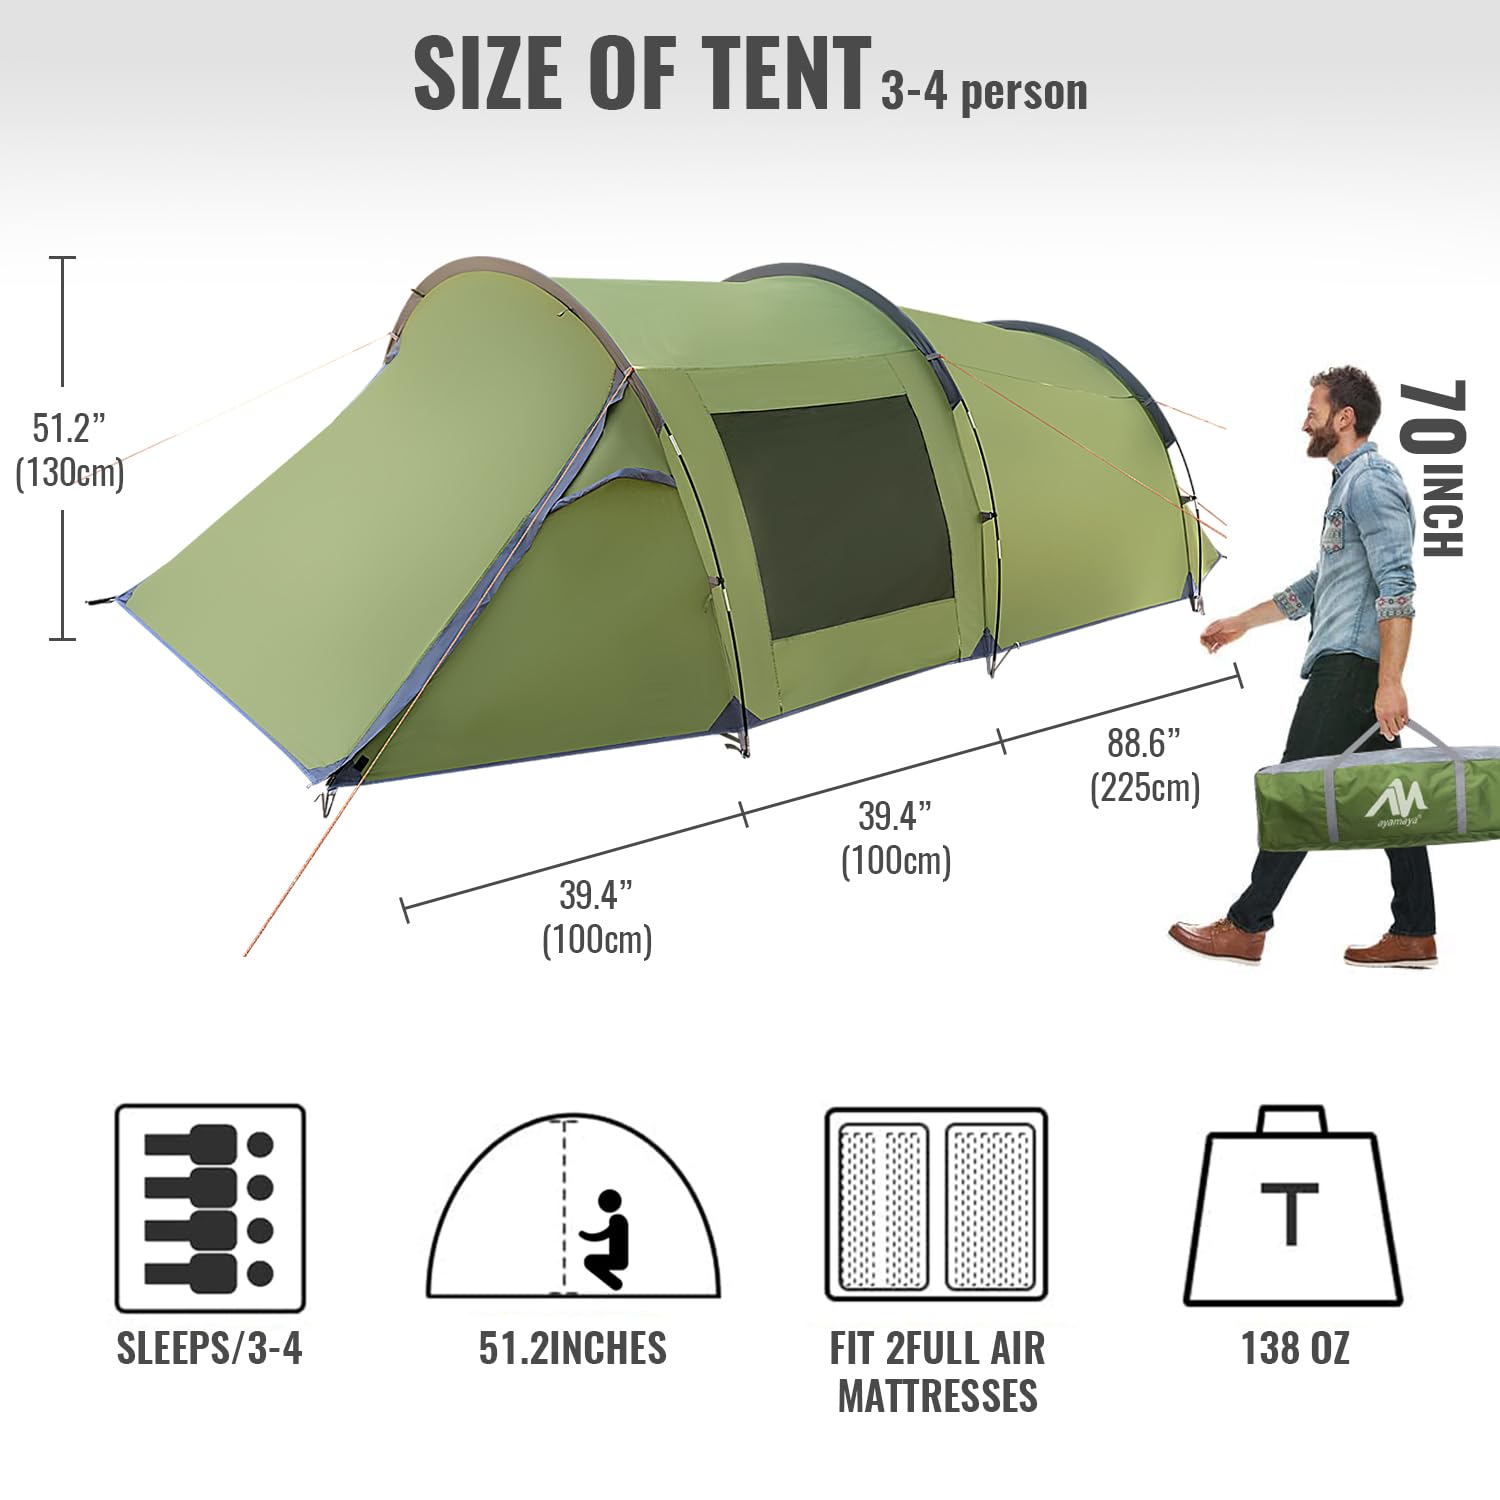 SIZE OF TENT 3-4 person
51.2”
(130cm)
70 INCH
88.6”
(225cm)
39.4”
(100cm)
39.4”
(100cm)
ayamaya®
T
SLEEPS/3-4
51.2INCHES
FIT 2FULL AIR
MATTRESSES
138 OZ